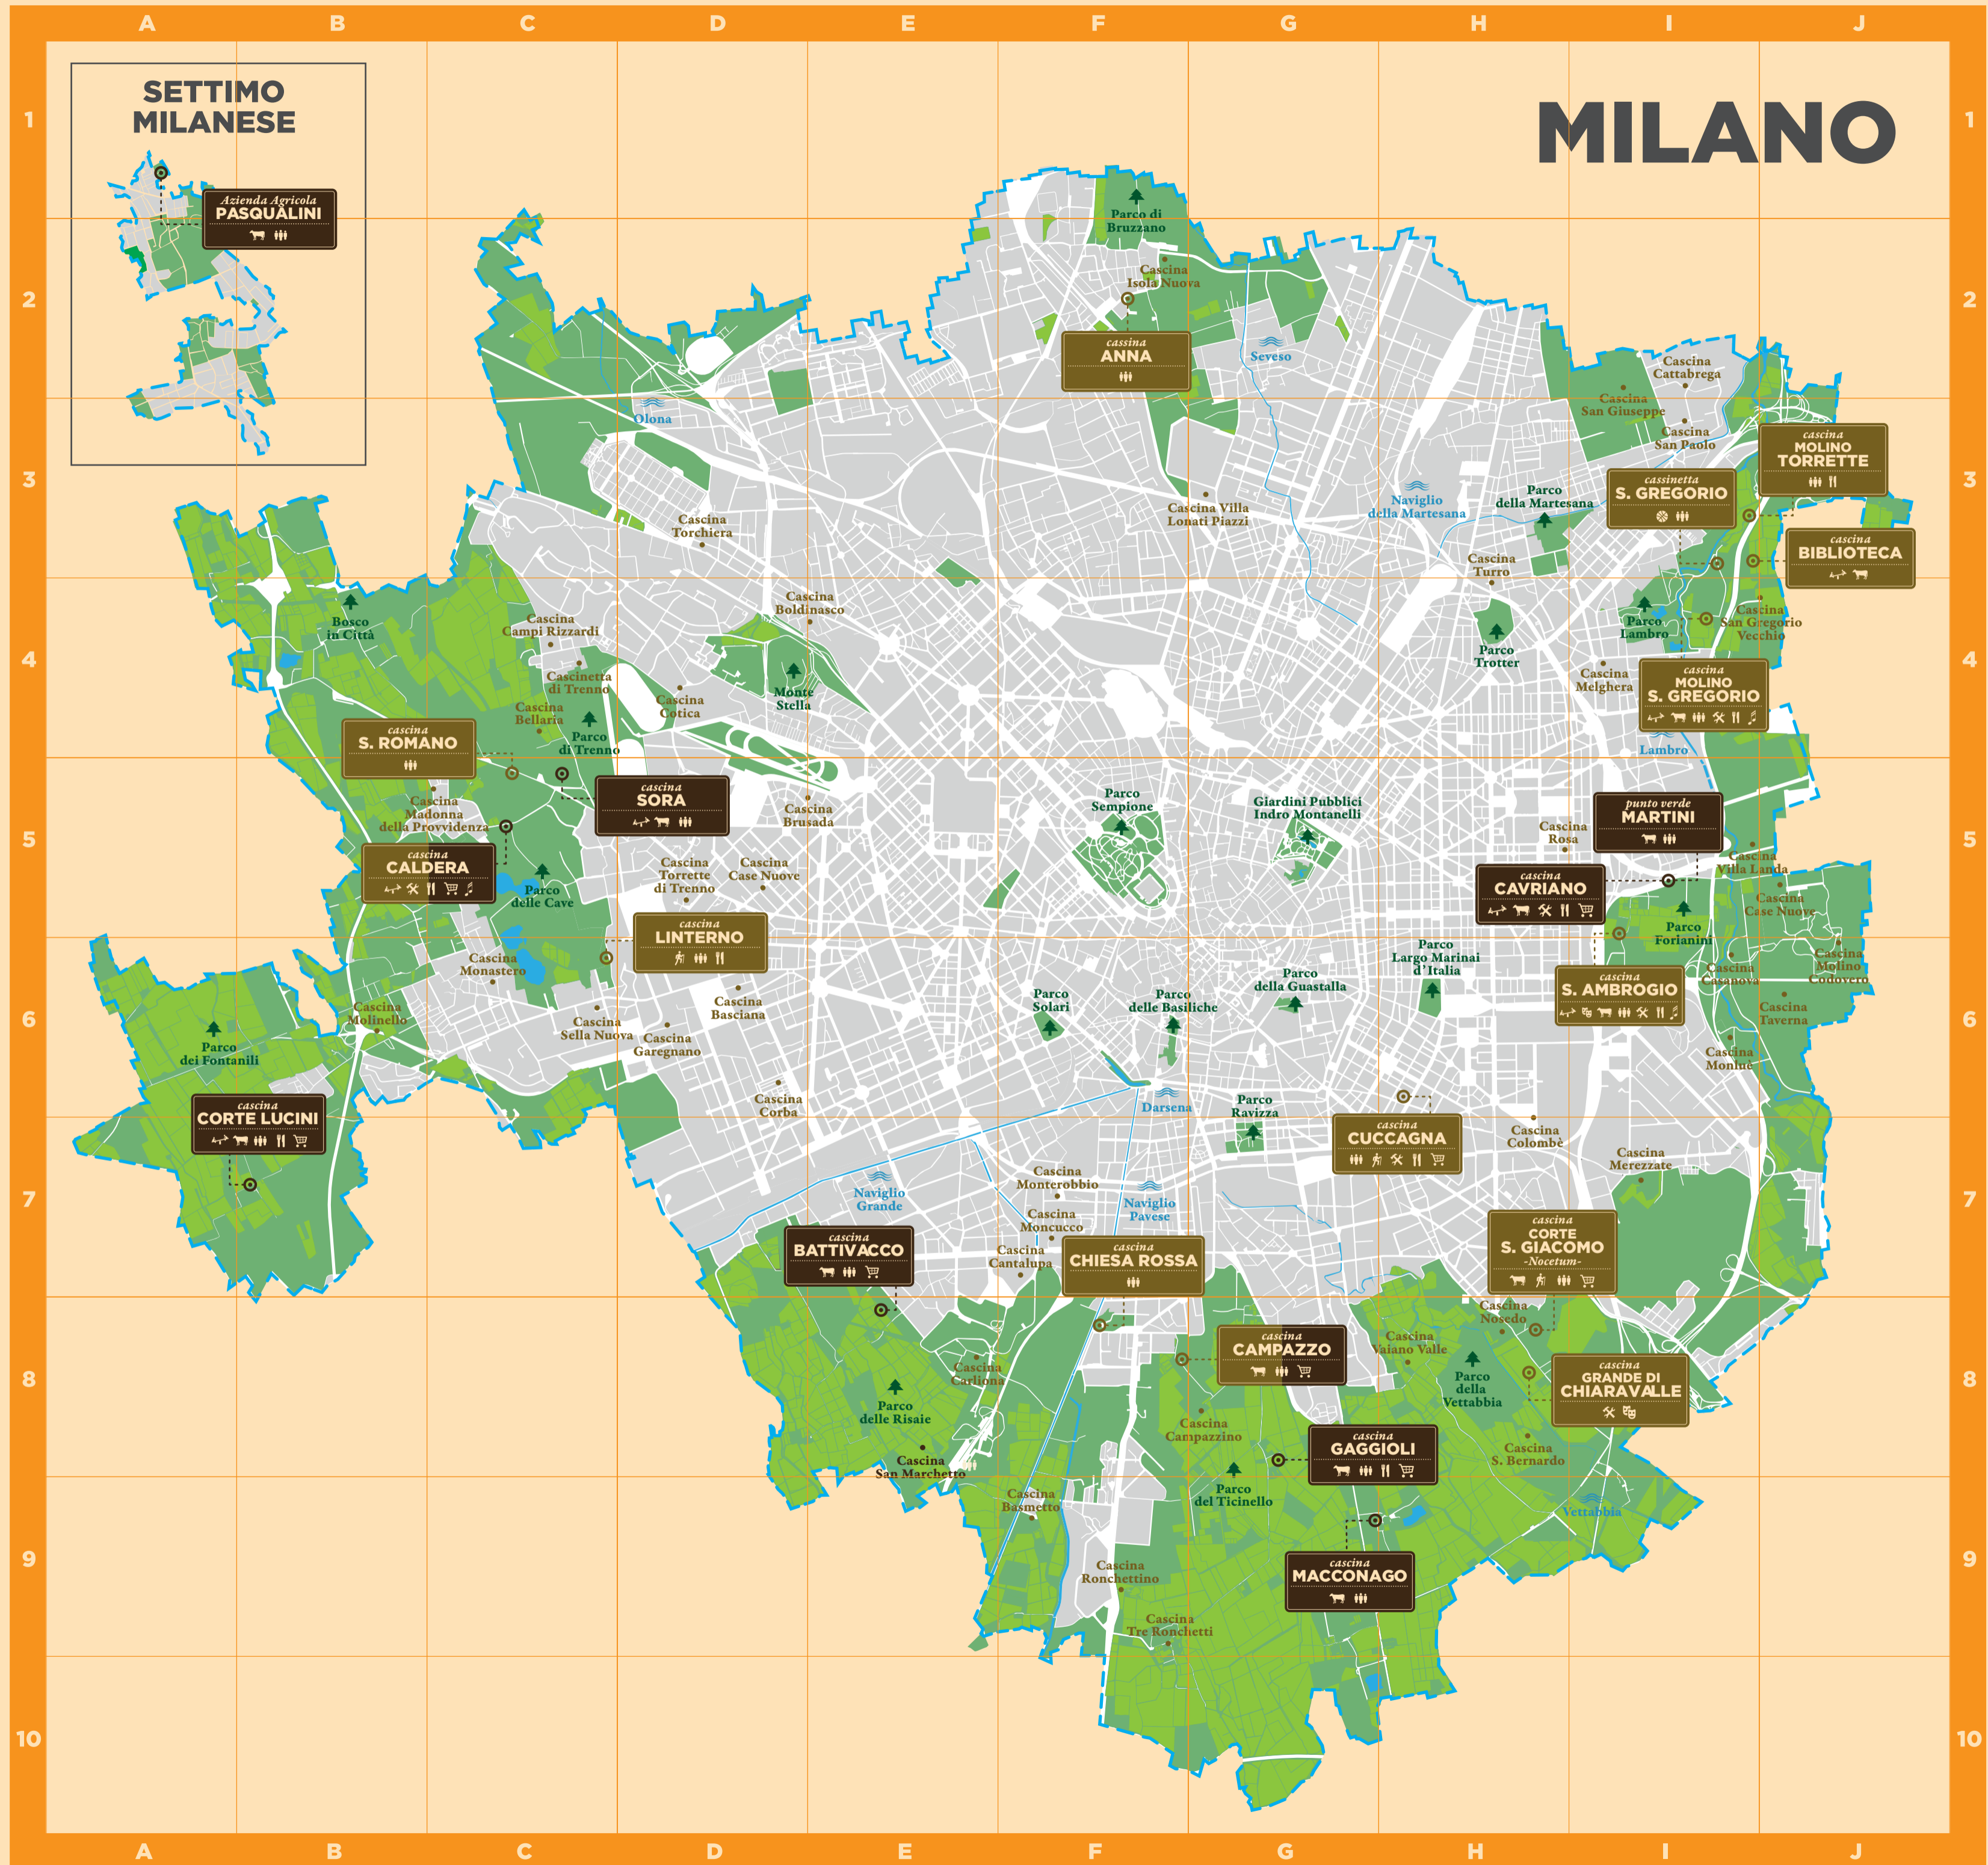 A B C D E F G H I J
MILANO
SETTIMO
MILANESE
Azienda Agricola
PASQUALINI
1 1
Parco di
Bruzzano
Cascina
Isola Nuova
2 2
cassina
ANNA
Seveso
Cascina
Cattabrega
Cascina
San Giuseppe
Cascina
San Paolo
Olona
cascina
MOLINO
TORRETTE
3 3
cassinetta
S. GREGORIO
Naviglio
della Martesana
Parco
della Martesana
Cascina Villa
Lonati Piazzi
Cascina
Torchiera
cascina
BIBLIOTECA
Cascina
Turro
Cascina
Boldinasco
Bosco
in Città
Cascina
Campi Rizzardi
Parco
Lambro
Cascina
San Gregorio
Vecchio
4 4
Parco
Trotter
Cascinetta
di Trenno
Cascina
Melghera
cascina
MOLINO
S. GREGORIO
Monte
Stella
Cascina
Cotica
Cascina
Bellaria
Parco
di Trenno
cascina
S. ROMANO
Lambro
cascina
SORA
Cascina
Madonna
della Provvidenza
Cascina
Brusada
Parco
Sempione
Giardini Pubblici
Indro Montanelli
punto verde
MARTINI
Cascina
Rosa
5 5
cascina
CALDERA
Parco
delle Cave
Cascina
Torrette
di Trenno
Cascina
Case Nuove
Cascina
Villa Landa
cascina
CAVRIANO
Cascina
Case Nuove
Parco
Forlanini
cascina
LINTERNO
Parco
Largo Marinai
d'Italia
Cascina
Monastero
Cascina
Casanova
Cascina
Molino
Codovero
Parco
della Guastalla
cascina
S. AMBROGIO
Cascina
Basciana
Parco
Solari
Parco
delle Basiliche
Cascina
Taverna
6 6
Cascina
Molinello
Cascina
Sella Nuova
Cascina
Garegnano
Parco
dei Fontanili
Cascina
Monluè
Cascina
Corba
Darsena
Parco
Ravizza
cascina
CORTE LUCINI
cascina
CUCCAGNA
Cascina
Colombè
Cascina
Merezzate
Cascina
Monterobbio
7 7
Naviglio
Grande
Naviglio
Pavese
Cascina
Moncucco
cascina
BATTIVACCO
Cascina
Cantalupa
cascina
CHIESA ROSSA
cascina
CORTE
S. GIACOMO
-Nocetum-
Cascina
Nosedo
cascina
CAMPAZZO
Cascina
Vaiano Valle
Cascina
Carliona
8 8
Parco
della
Vettabbia
cascina
GRANDE DI
CHIARAVALLE
Parco
delle Risaie
Cascina
Campazzino
cascina
GAGGIOLI
Cascina
S. Bernardo
Cascina
San Marchetto
Parco
del Ticinello
Cascina
Basmetto
Vettabbia
9 9
cascina
MACCONAGO
Cascina
Ronchettino
Cascina
Tre Ronchetti
10 10
A B C D E F G H I J